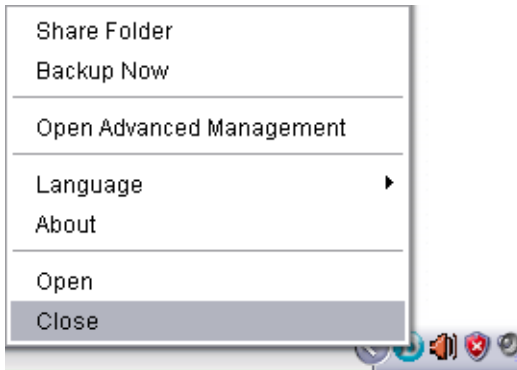 Share Folder
Backup Now
Open Advanced Management
Language
About
Open
Close